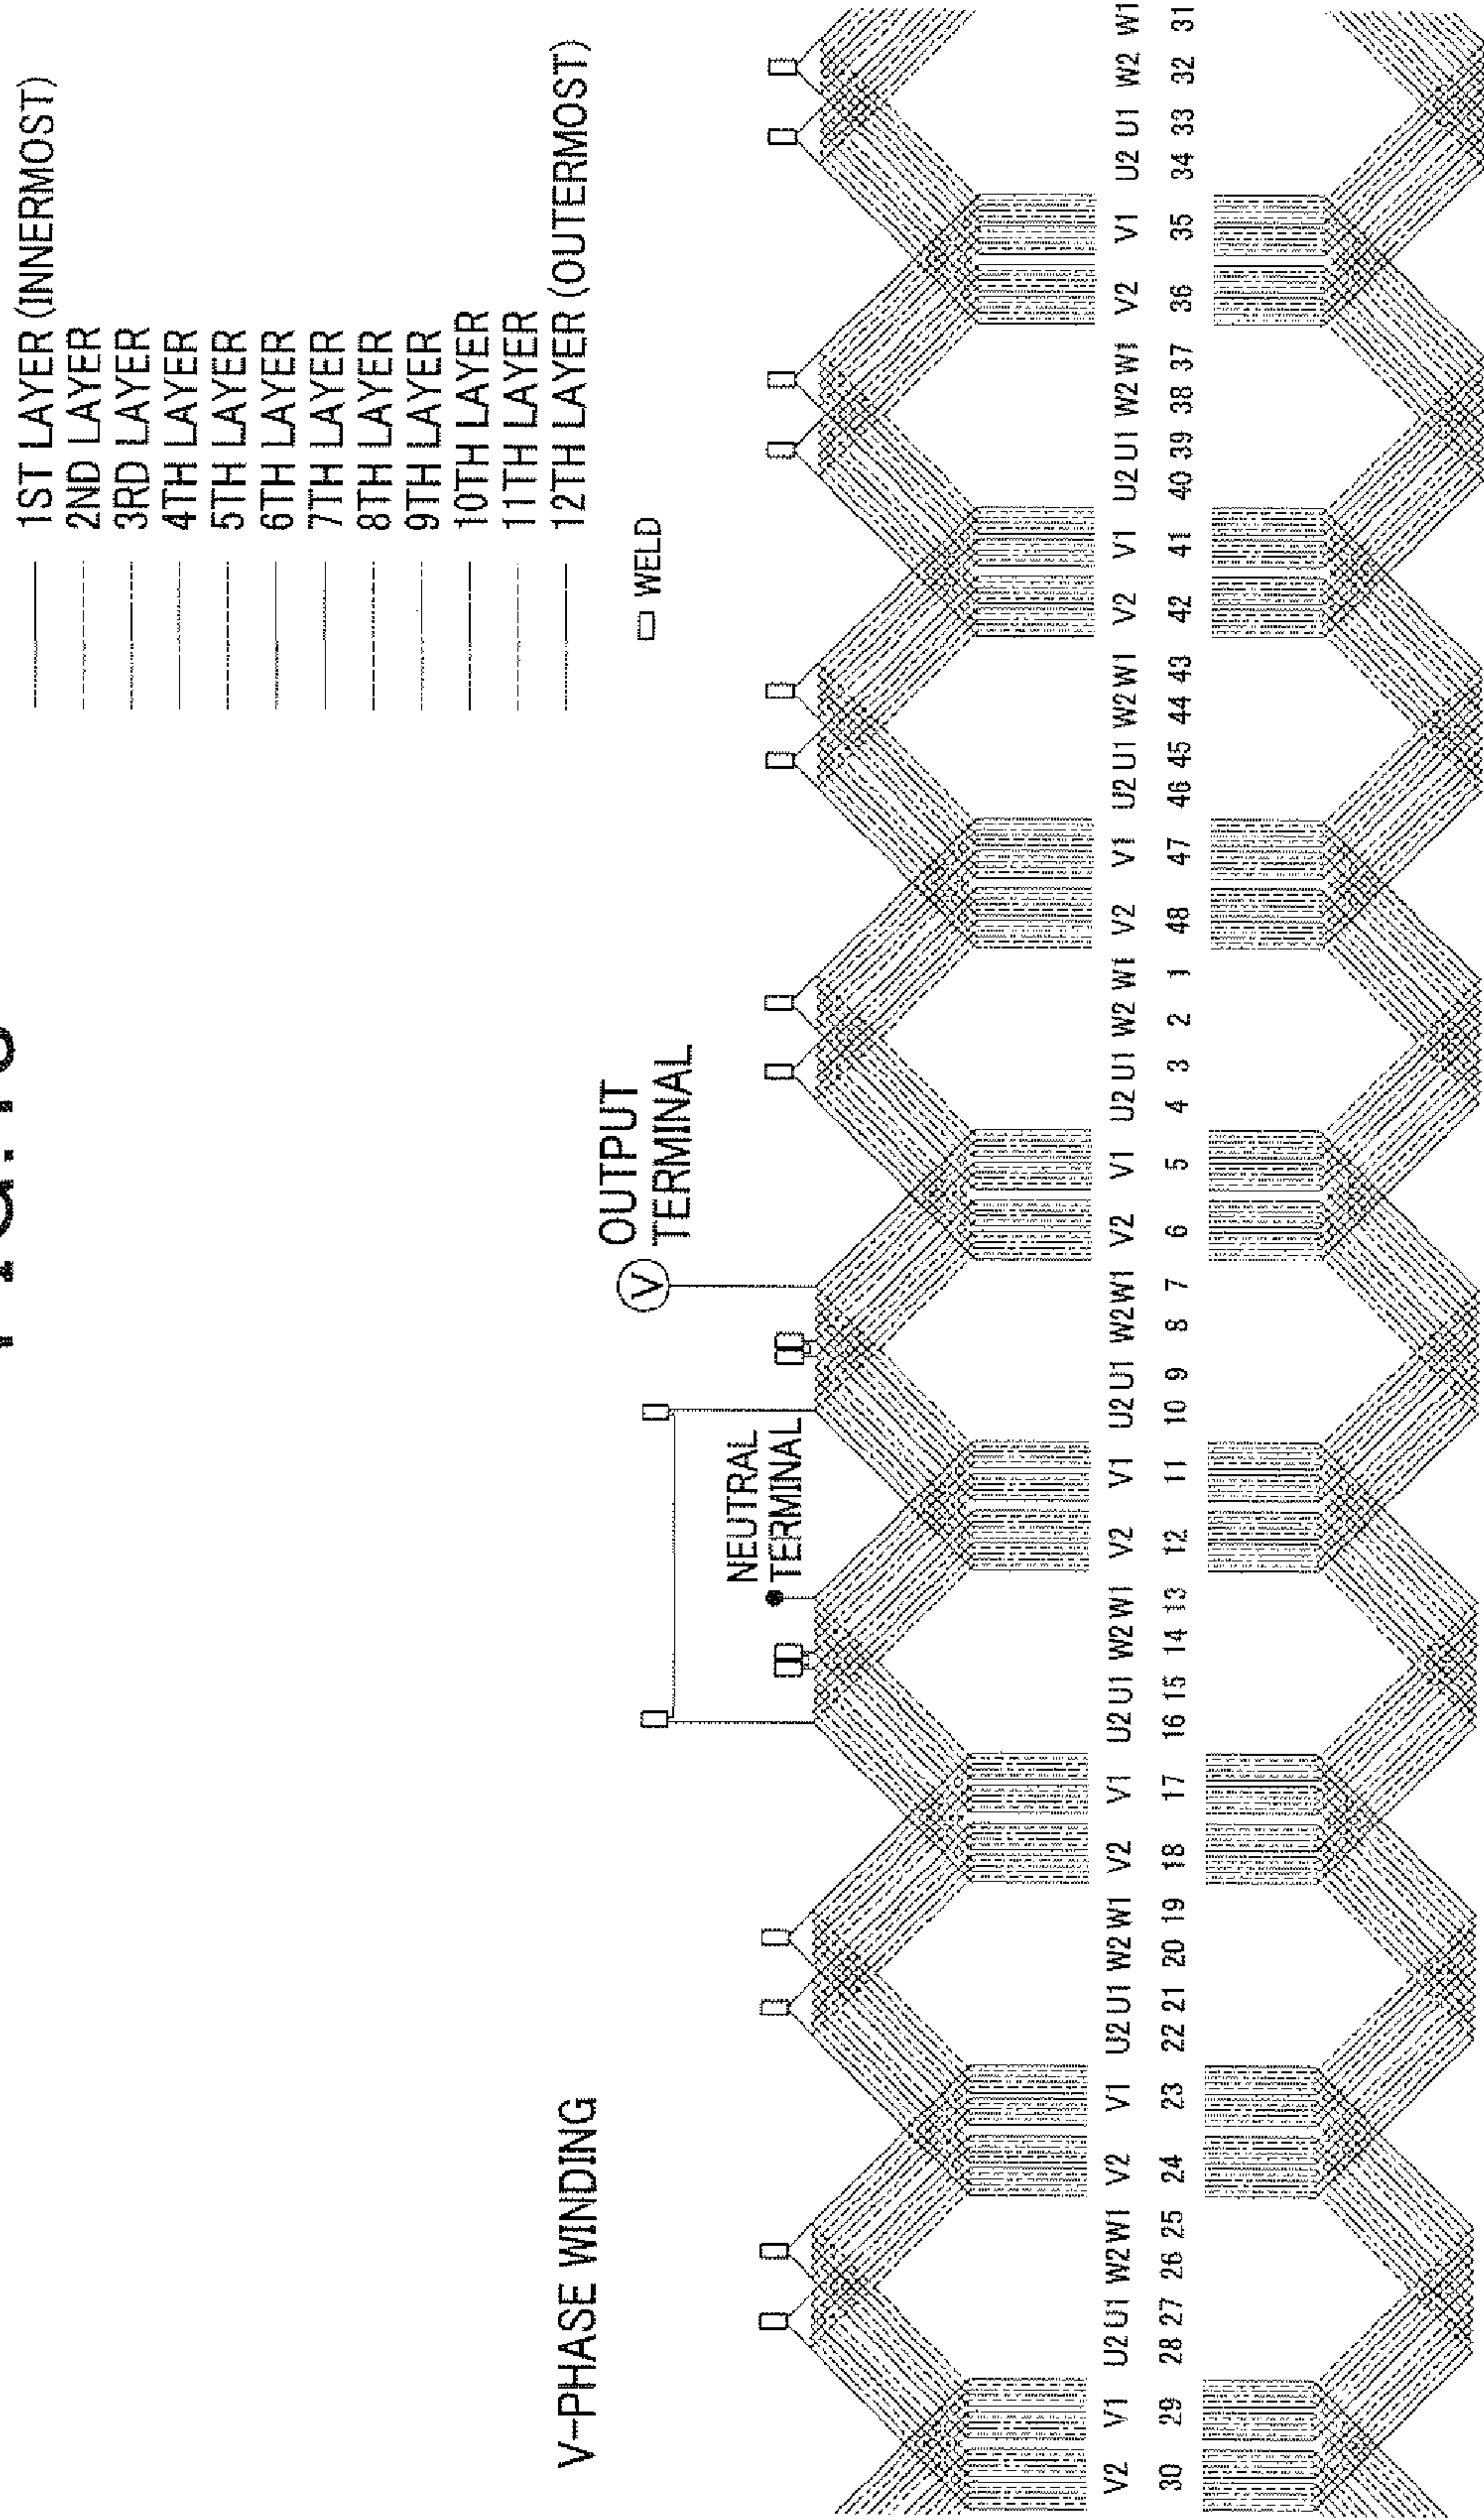 1ST LAYER (INNERMOST)
2ND LAYER
3RD LAYER
4TH LAYER
5TH LAYER
6TH LAYER
7TH LAYER
8TH LAYER
9TH LAYER
10TH LAYER
11TH LAYER
12TH LAYER (OUTERMOST)
V-PHASE WINDING
WELD
OUTPUT
TERMINAL
V
NEUTRAL
TERMINAL
V2 V1 U2 U1 W2 W1 V2 V1 U2 U1 W2 W1 V2 V1 U2 U1 W2 W1 V2 V1 U2 U1 W2 W1 V2 V1 U2 U1 W2 W1 V2 V1 U2 U1 W2 W1 V2 V1 U2 U1 W2 W1 V2 V1 U2 U1 W2 W1
30 29 28 27 26 25 24 23 22 21 20 19 18 17 16 15 14 13 12 11 10 9 8 7 6 5 4 3 2 1 48 47 46 45 44 43 42 41 40 39 38 37 36 35 34 33 32 31